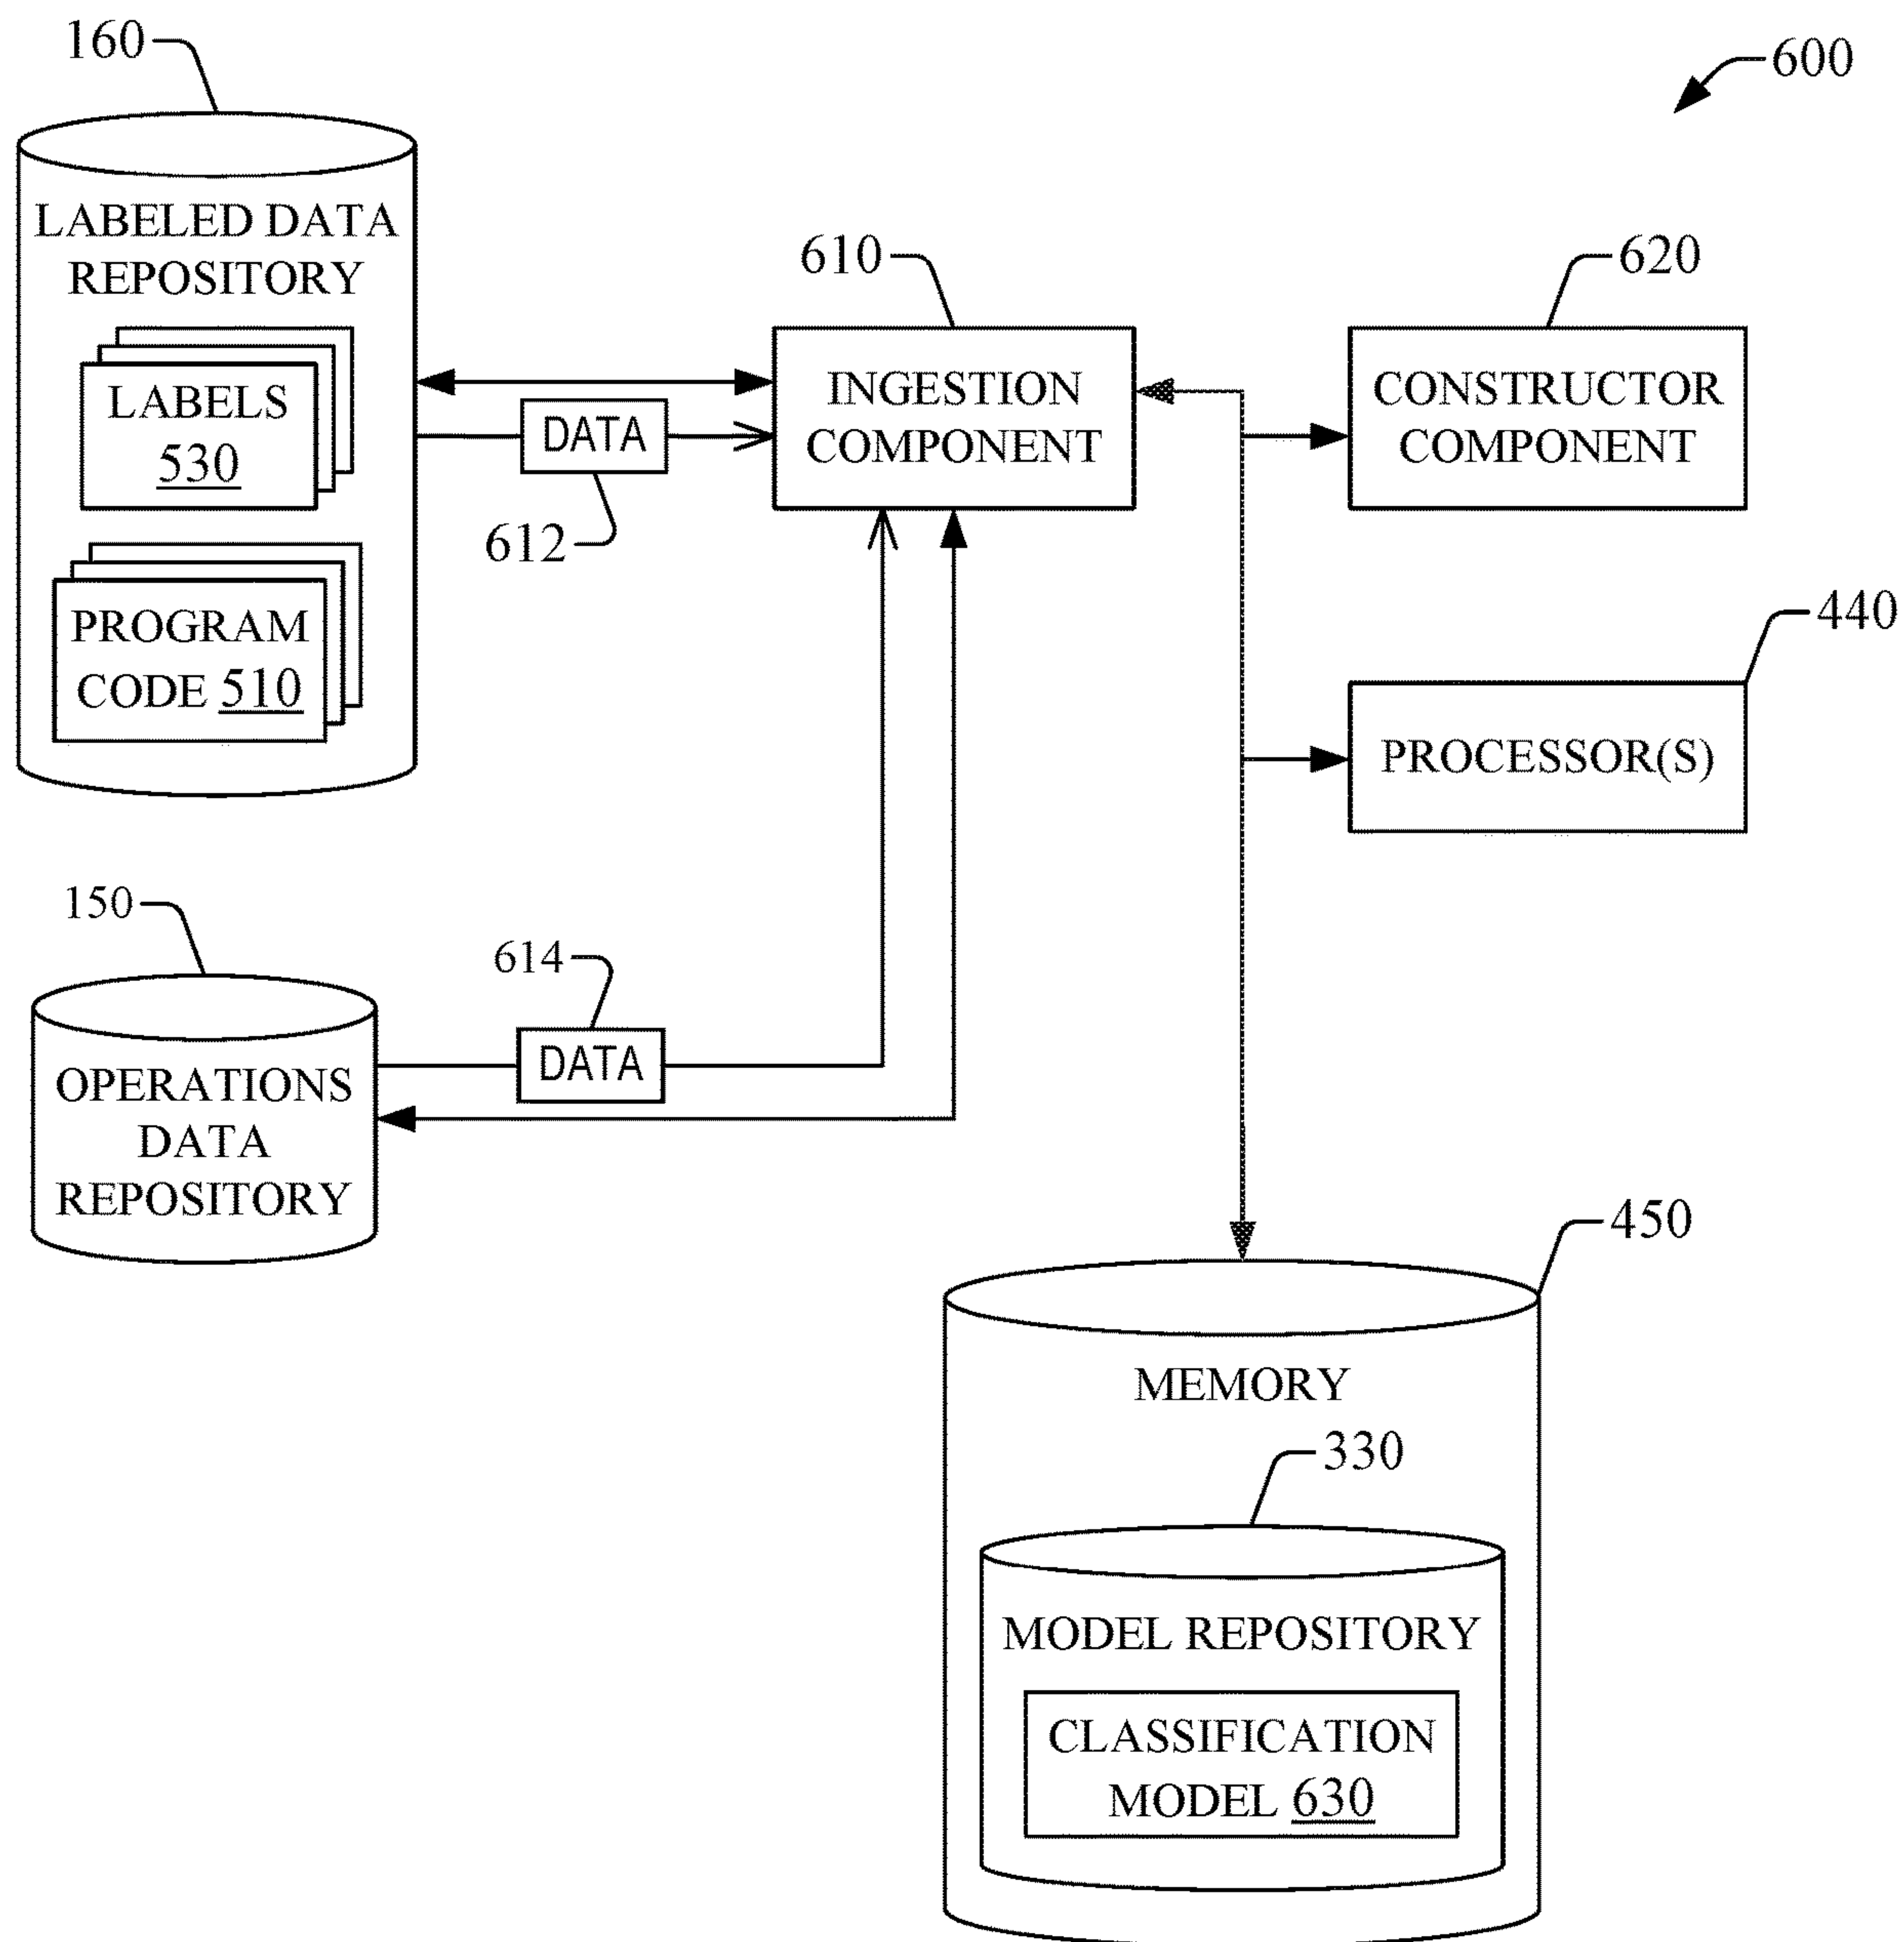 160
600
LABELED DATA
REPOSITORY
LABELS
530
PROGRAM
CODE 510
610
INGESTION
COMPONENT
DATA
612
620
CONSTRUCTOR
COMPONENT
440
PROCESSOR(S)
150
OPERATIONS
DATA
REPOSITORY
614
DATA
450
MEMORY
330
MODEL REPOSITORY
CLASSIFICATION
MODEL 630